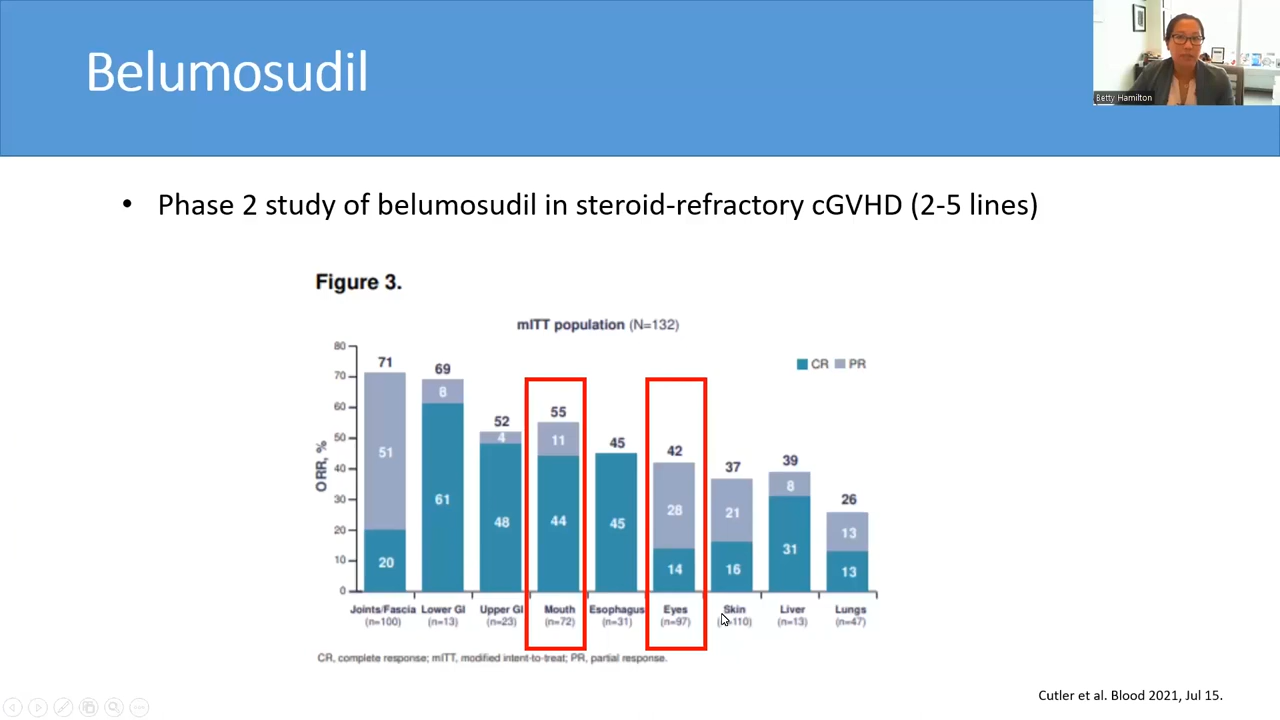 Belumosudil
Betty Hamilton
• Phase 2 study of belumosudil in steroid-refractory cGVHD (2-5 lines)
Figure 3.
mITT population (N=132)
CR PR
ORR, %
80
70
60
50
40
30
20
10
0
71 69 52 55 45 42 37 39 26
51 8 4 11 28 21 8 13
20 61 48 44 45 14 16 31 13
Joints/Fascia Lower GI Upper GI Mouth Esophagus Eyes Skin Liver Lungs
(n=100) (n=13) (n=23) (n=72) (n=31) (n=97) =110) (n=13) (n=47)
CR, complete response; mITT, modified intent-to-treat; PR, partial response.
Cutler et al. Blood 2021, Jul 15.